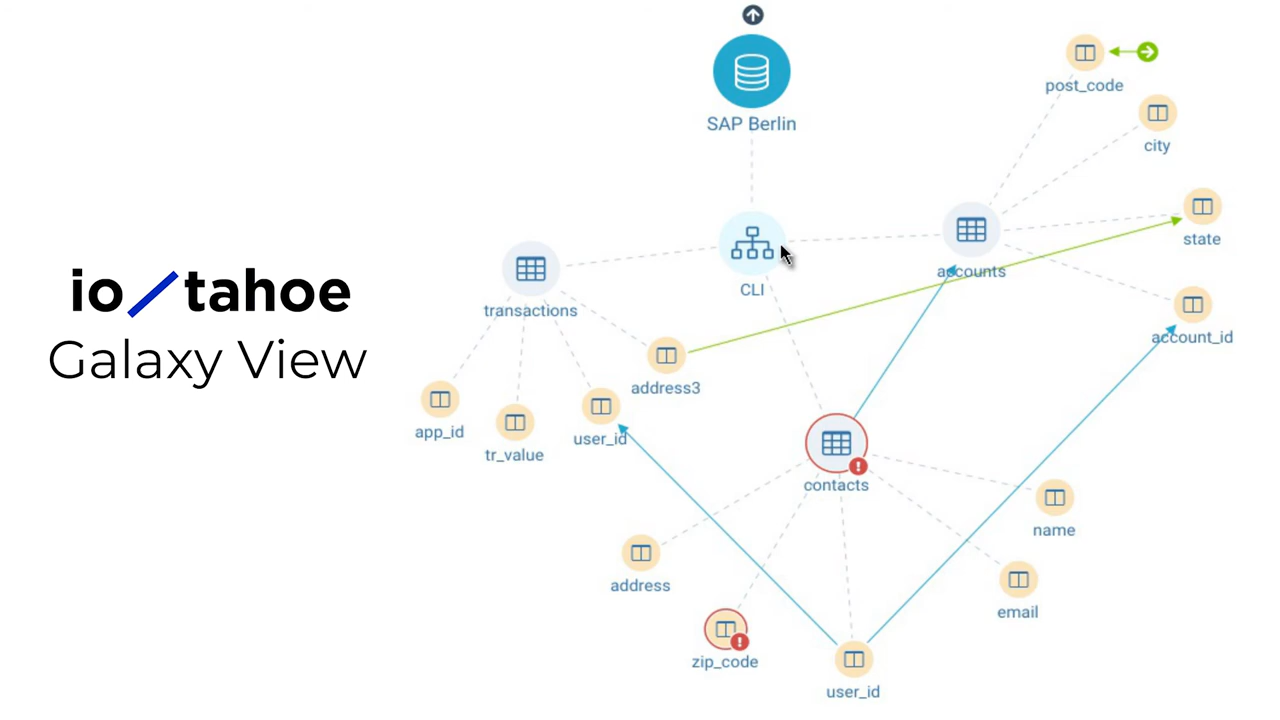 io/tahoe
Galaxy View
SAP Berlin
CLI
transactions
app_id
tr_value
user_id
address3
accounts
post_code
city
state
account_id
contacts
address
zip_code
user_id
email
name